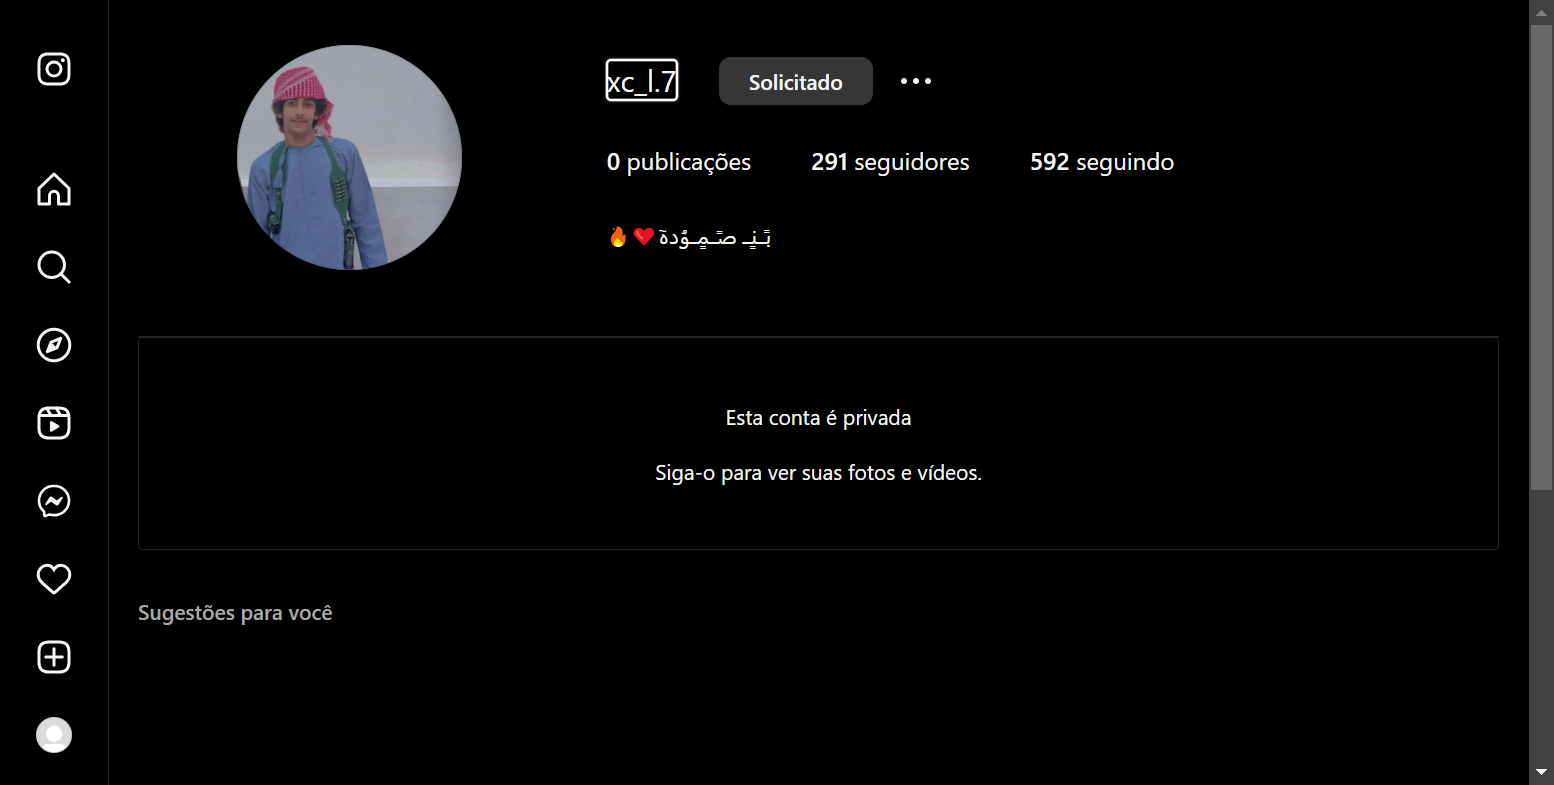 xc_l.7
Solicitado
0 publicações 291 seguidores 592 seguindo
🔥❤️بًـنٍيِـ صًـمٍـوُدة
Esta conta é privada
Siga-o para ver suas fotos e vídeos.
Sugestões para você